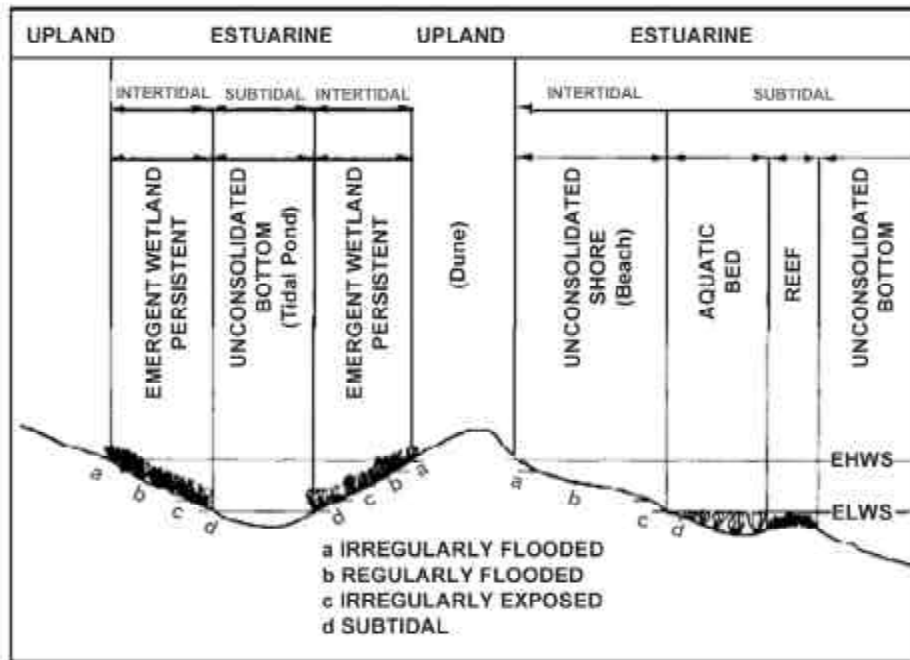 UPLAND ESTUARINE UPLAND ESTUARINE
INTERTIDAL SUBTIDAL INTERTIDAL INTERTIDAL SUBTIDAL
EMERGENT WETLAND
PERSISTENT
UNCONSOLIDATED
BOTTOM
(Tidal Pond)
EMERGENT WETLAND
PERSISTENT
(Dune)
UNCONSOLIDATED
SHORE
(Beach)
AQUATIC
BED
REEF
UNCONSOLIDATED
BOTTOM
EHWS
a b c d d c b a a b c d
ELWS
a IRREGULARLY FLOODED
b REGULARLY FLOODED
c IRREGULARLY EXPOSED
d SUBTIDAL